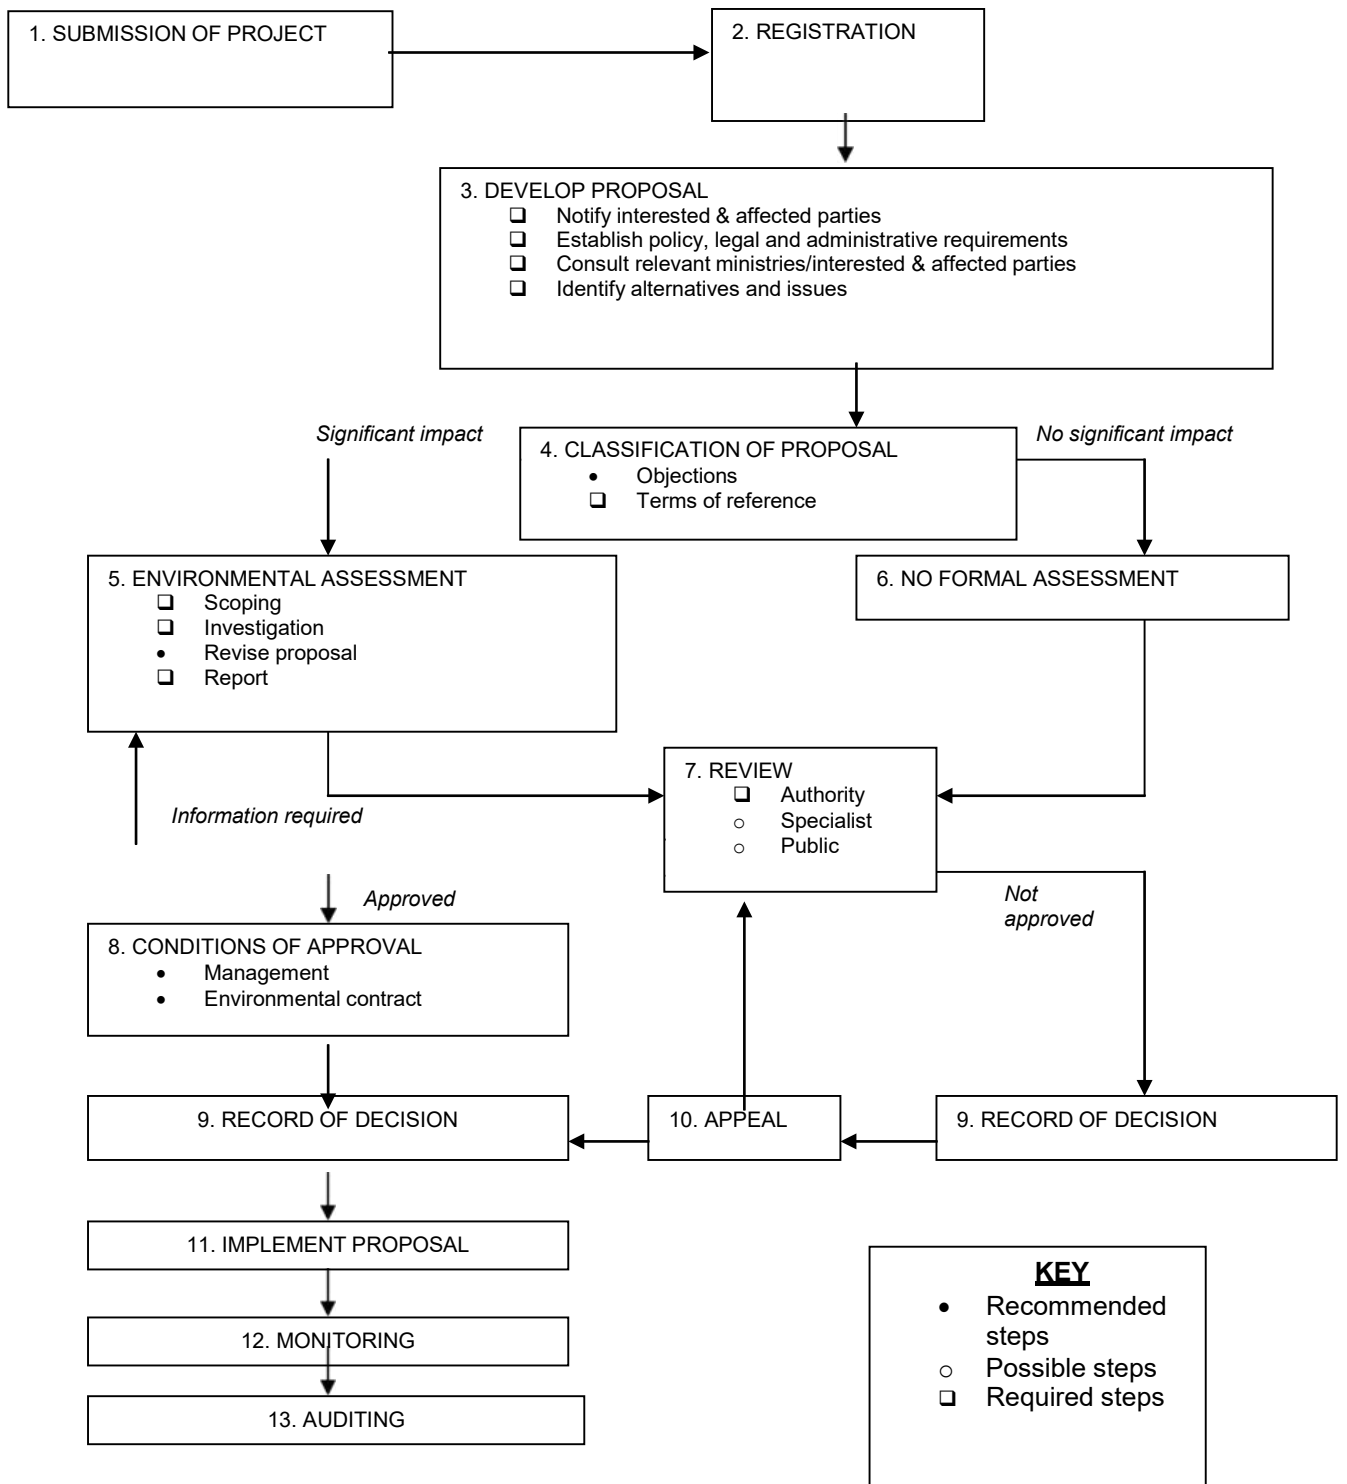 1. SUBMISSION OF PROJECT
2. REGISTRATION
3. DEVELOP PROPOSAL
❑ Notify interested & affected parties
❑ Establish policy, legal and administrative requirements
❑ Consult relevant ministries/interested & affected parties
❑ Identify alternatives and issues
Significant impact
4. CLASSIFICATION OF PROPOSAL
• Objections
❑ Terms of reference
No significant impact
5. ENVIRONMENTAL ASSESSMENT
❑ Scoping
❑ Investigation
• Revise proposal
❑ Report
6. NO FORMAL ASSESSMENT
7. REVIEW
❑ Authority
○ Specialist
○ Public
Information required
Approved
Not
approved
8. CONDITIONS OF APPROVAL
• Management
• Environmental contract
9. RECORD OF DECISION
10. APPEAL
9. RECORD OF DECISION
11. IMPLEMENT PROPOSAL
12. MONITORING
13. AUDITING
KEY
• Recommended
steps
○ Possible steps
❑ Required steps